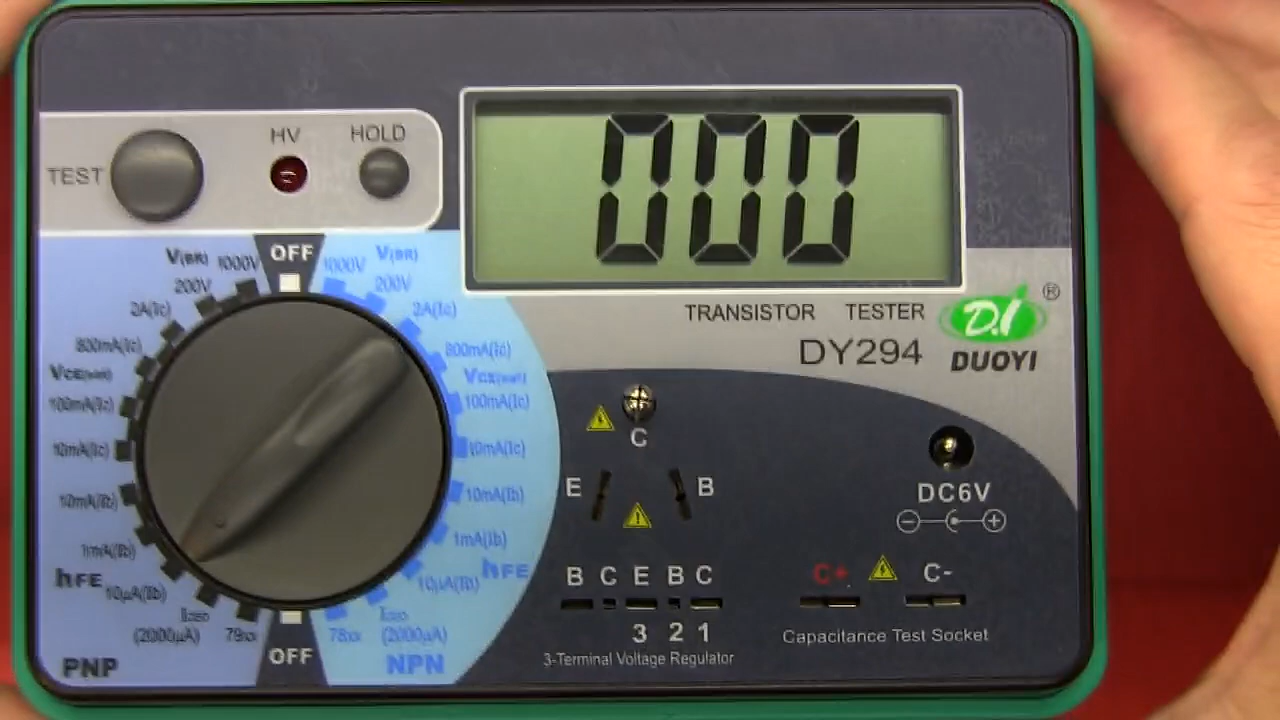 TEST
HV
HOLD
000
TRANSISTOR TESTER
DY294
D.I ®
DUOYI
OFF
V(BR) 1000V
200V
2A(Ic)
800mA(Ic)
VCE(sat)
100mA(Ic)
10mA(Ic)
10mA(Ib)
1mA(Ib)
hFE
10μA(Ib)
ICEO
(2000μA)
79xx
PNP
1000V V(BR)
200V
2A(Ic)
800mA(Ic)
VCE(sat)
100mA(Ic)
10mA(Ic)
10mA(Ib)
1mA(Ib)
hFE
10μA(Ib)
ICEO
(2000μA)
78xx
NPN
OFF
C
E B
B C E B C
3 2 1
3-Terminal Voltage Regulator
DC6V
C+ C-
Capacitance Test Socket